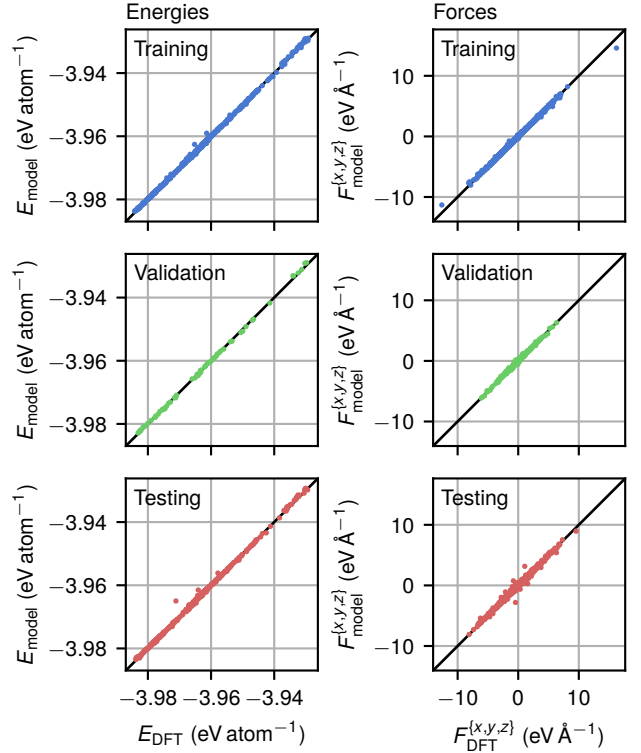 Energies
Forces
Training
−3.94
−3.96
−3.98
E_model (eV atom⁻¹)
Training
10
0
−10
F_model^{x,y,z} (eV Å⁻¹)
Validation
−3.94
−3.96
−3.98
E_model (eV atom⁻¹)
Validation
10
0
−10
F_model^{x,y,z} (eV Å⁻¹)
Testing
−3.94
−3.96
−3.98
E_model (eV atom⁻¹)
−3.98 −3.96 −3.94
E_DFT (eV atom⁻¹)
Testing
10
0
−10
F_model^{x,y,z} (eV Å⁻¹)
−10 0 10
F_DFT^{x,y,z} (eV Å⁻¹)